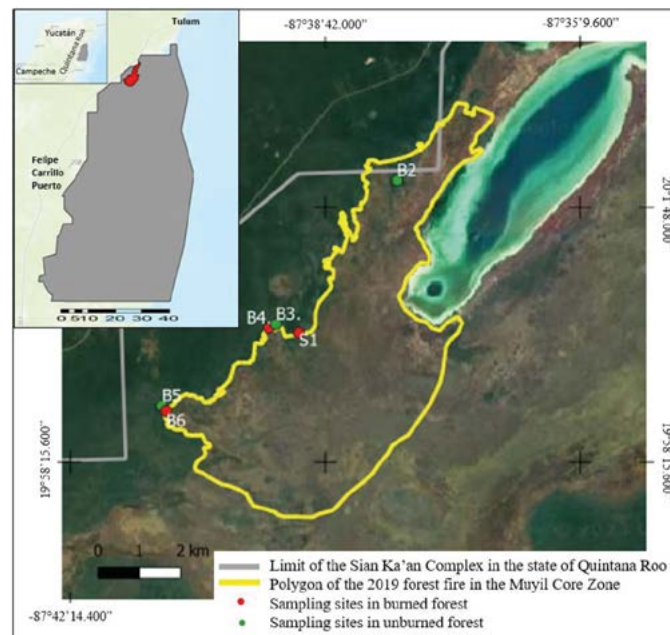 -87°38'42.000''
-87°35'9.600''
Tulum
Yucatán
Quintana Roo
Campeche
Felipe
Carrillo
Puerto
0 5 10 20 30 40
B2
20°1'48.000
B4.
B3.
S1
B5
B6
19°58'15.600''
19°58'15.600''
0 1 2 km
-87°42'14.400''
Limit of the Sian Ka'an Complex in the state of Quintana Roo
Polygon of the 2019 forest fire in the Muyil Core Zone
Sampling sites in burned forest
Sampling sites in unburned forest